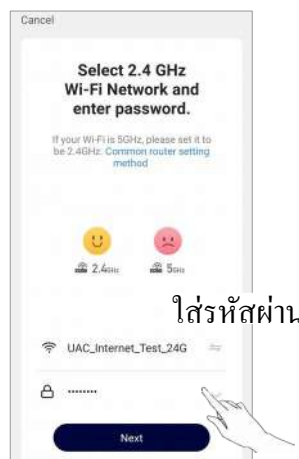 Cancel
Select 2.4 GHz
Wi-Fi Network and
enter password.
If your Wi-Fi is 5GHz, please set it to
be 2.4GHz. Common router setting
method
2.4GHz 5GHz
ใส่รหัสผ่าน
UAC_Internet_Test_24G
••••••••
Next